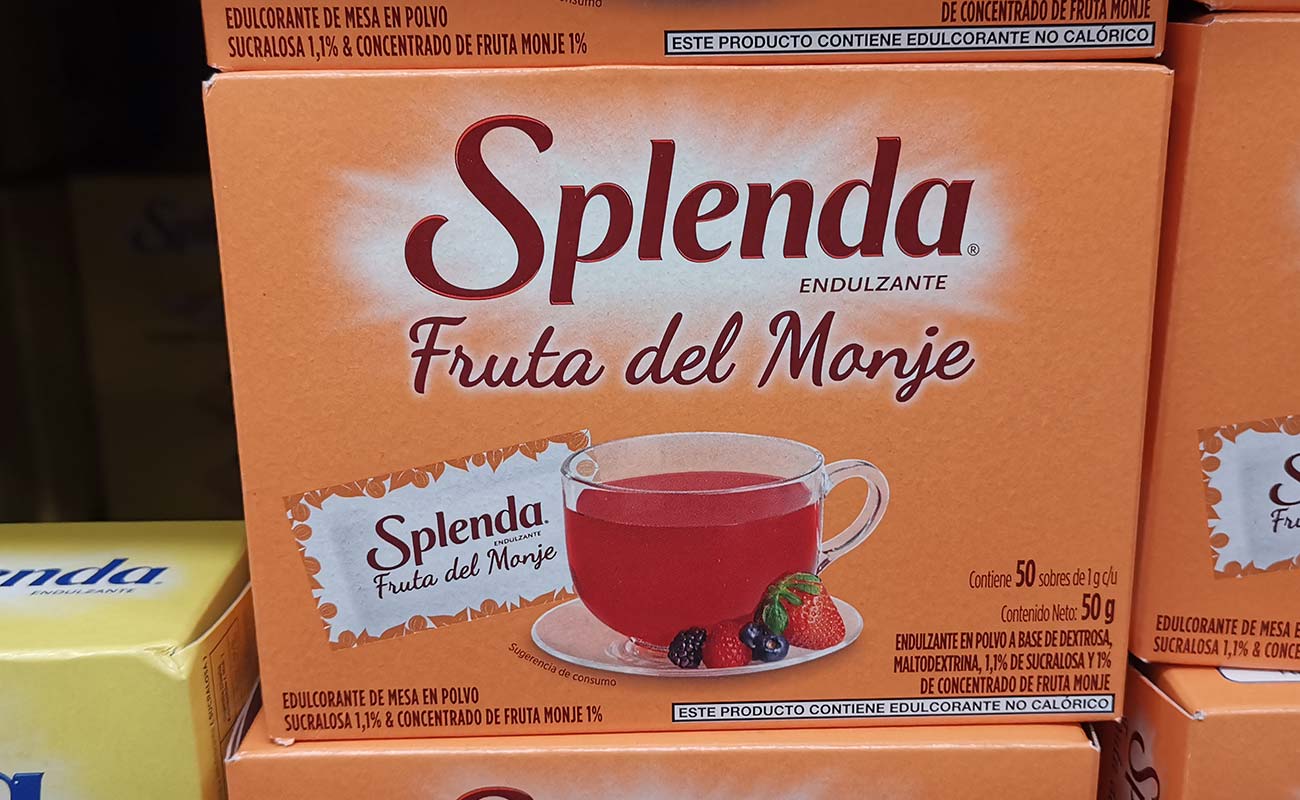 EDULCORANTE DE MESA EN POLVO
SUCRALOSA 1,1% & CONCENTRADO DE FRUTA MONJE 1%
consumo
DE CONCENTRADO DE FRUTA MONJE
ESTE PRODUCTO CONTIENE EDULCORANTE NO CALÓRICO
Splenda®
ENDULZANTE
Fruta del Monje
Splenda
ENDULZANTE
Fruta del Monje
Sugerencia de consumo
Contiene 50 sobres de 1 g c/u
Contenido Neto: 50 g
ENDULZANTE EN POLVO A BASE DE DEXTROSA,
MALTODEXTRINA, 1,1% DE SUCRALOSA Y 1%
DE CONCENTRADO DE FRUTA MONJE
EDULCORANTE DE MESA EN POLVO
SUCRALOSA 1,1% & CONCENTRADO DE FRUTA MONJE 1%
ESTE PRODUCTO CONTIENE EDULCORANTE NO CALÓRICO
nda
ENDULZANTE
S
Fru
EDULCORANTE DE MESA E
SUCRALOSA 1,1% & CONCE